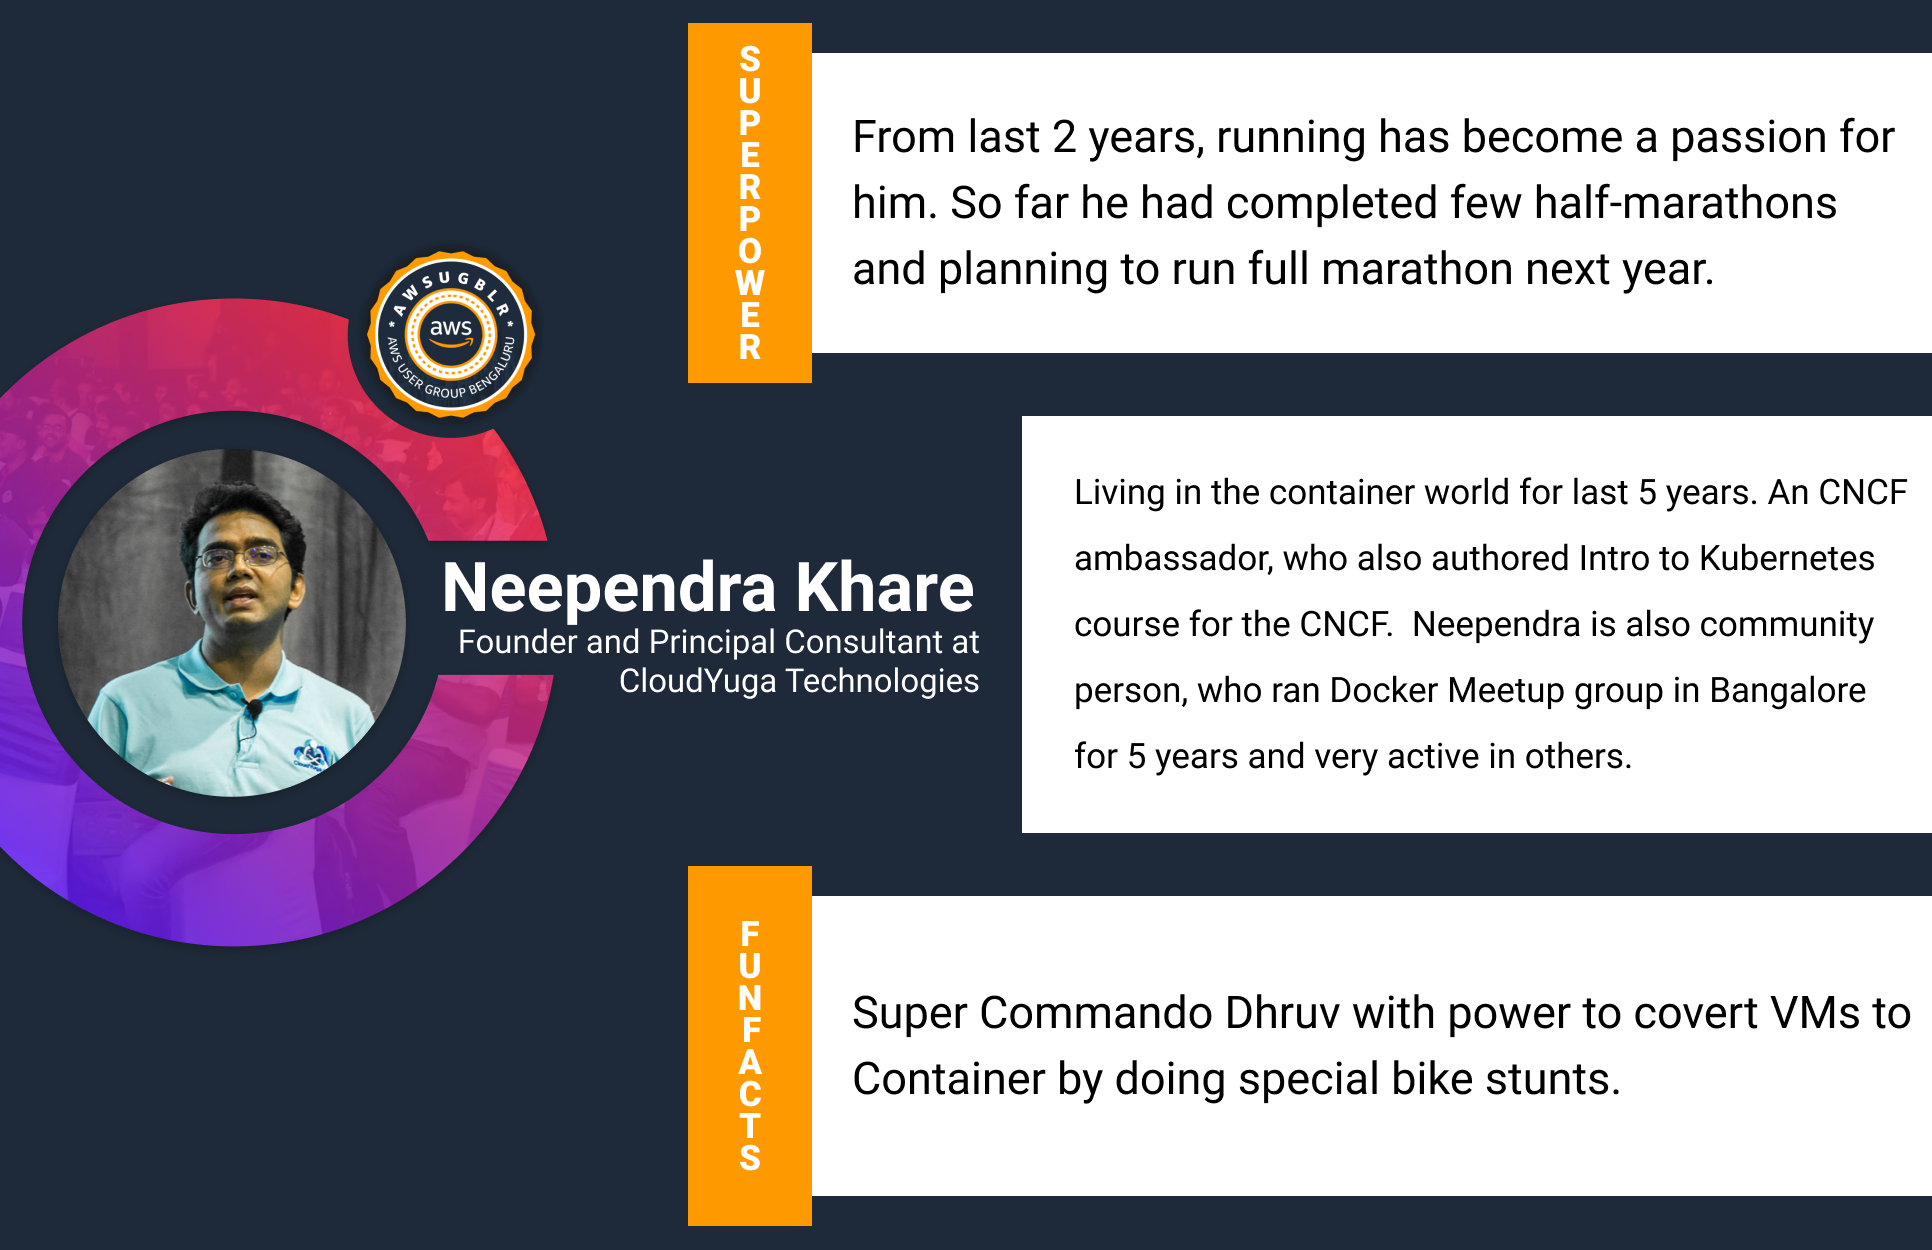 SUPERPOWER
From last 2 years, running has become a passion for
him. So far he had completed few half-marathons
and planning to run full marathon next year.
* AWSUGBLR *
aws
AWS USER GROUP BENGALURU
Neependra Khare
Founder and Principal Consultant at
CloudYuga Technologies
Living in the container world for last 5 years. An CNCF
ambassador, who also authored Intro to Kubernetes
course for the CNCF.  Neependra is also community
person, who ran Docker Meetup group in Bangalore
for 5 years and very active in others.
FUNFACTS
Super Commando Dhruv with power to covert VMs to
Container by doing special bike stunts.